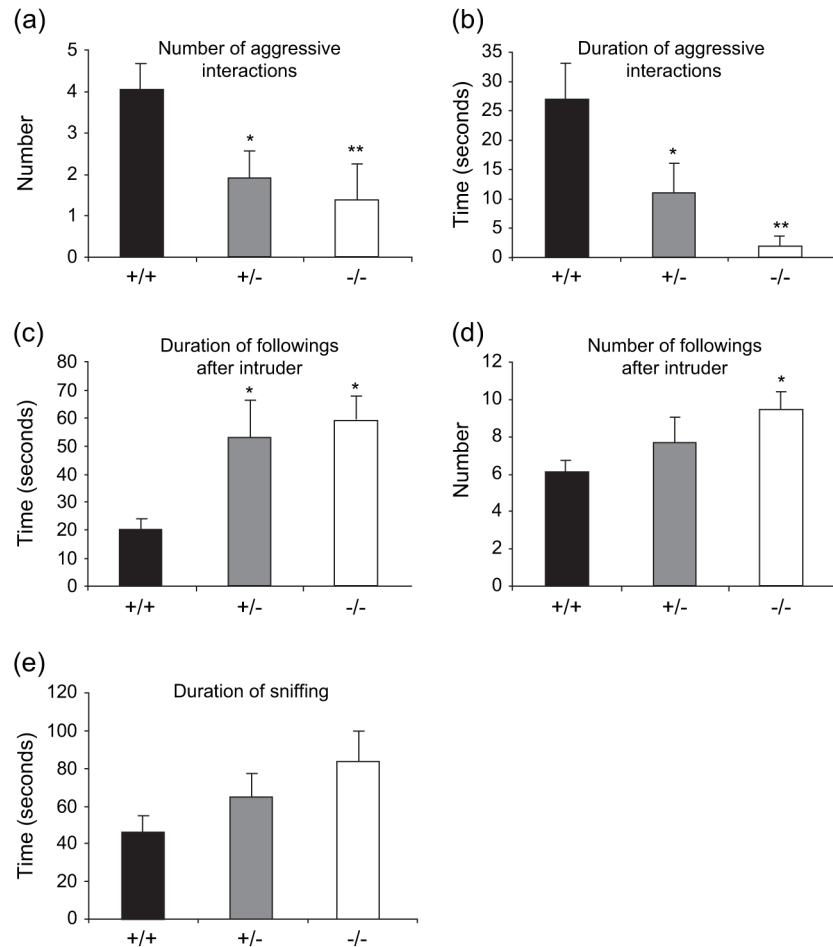 (a)
Number of aggressive
interactions
Number
5
4
3
2
1
0
*
**
+/+ +/- -/-
(b)
Duration of aggressive
interactions
Time (seconds)
35
30
25
20
15
10
5
0
*
**
+/+ +/- -/-
(c)
Duration of followings
after intruder
Time (seconds)
80
70
60
50
40
30
20
10
0
* *
+/+ +/- -/-
(d)
Number of followings
after intruder
Number
12
10
8
6
4
2
0
*
+/+ +/- -/-
(e)
Duration of sniffing
Time (seconds)
120
100
80
60
40
20
0
+/+ +/- -/-